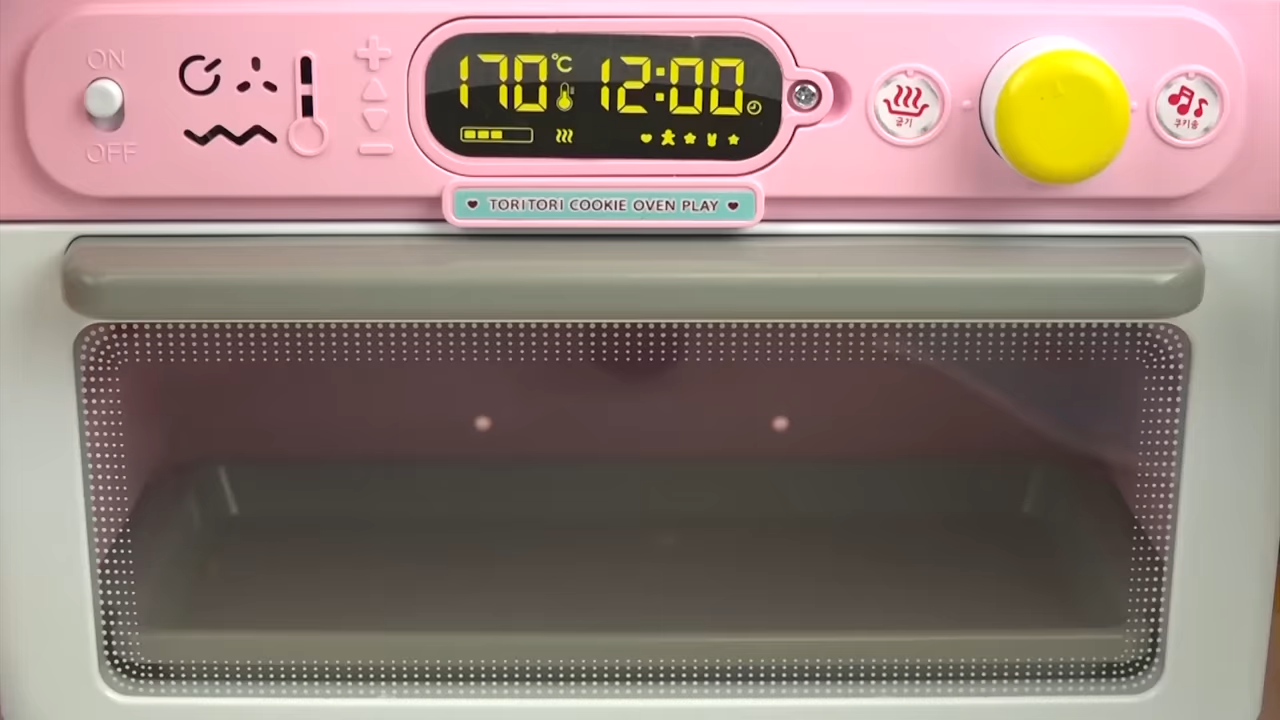 ON
OFF
170°C 12:00
굽기
쿠키송
TORITORI COOKIE OVEN PLAY